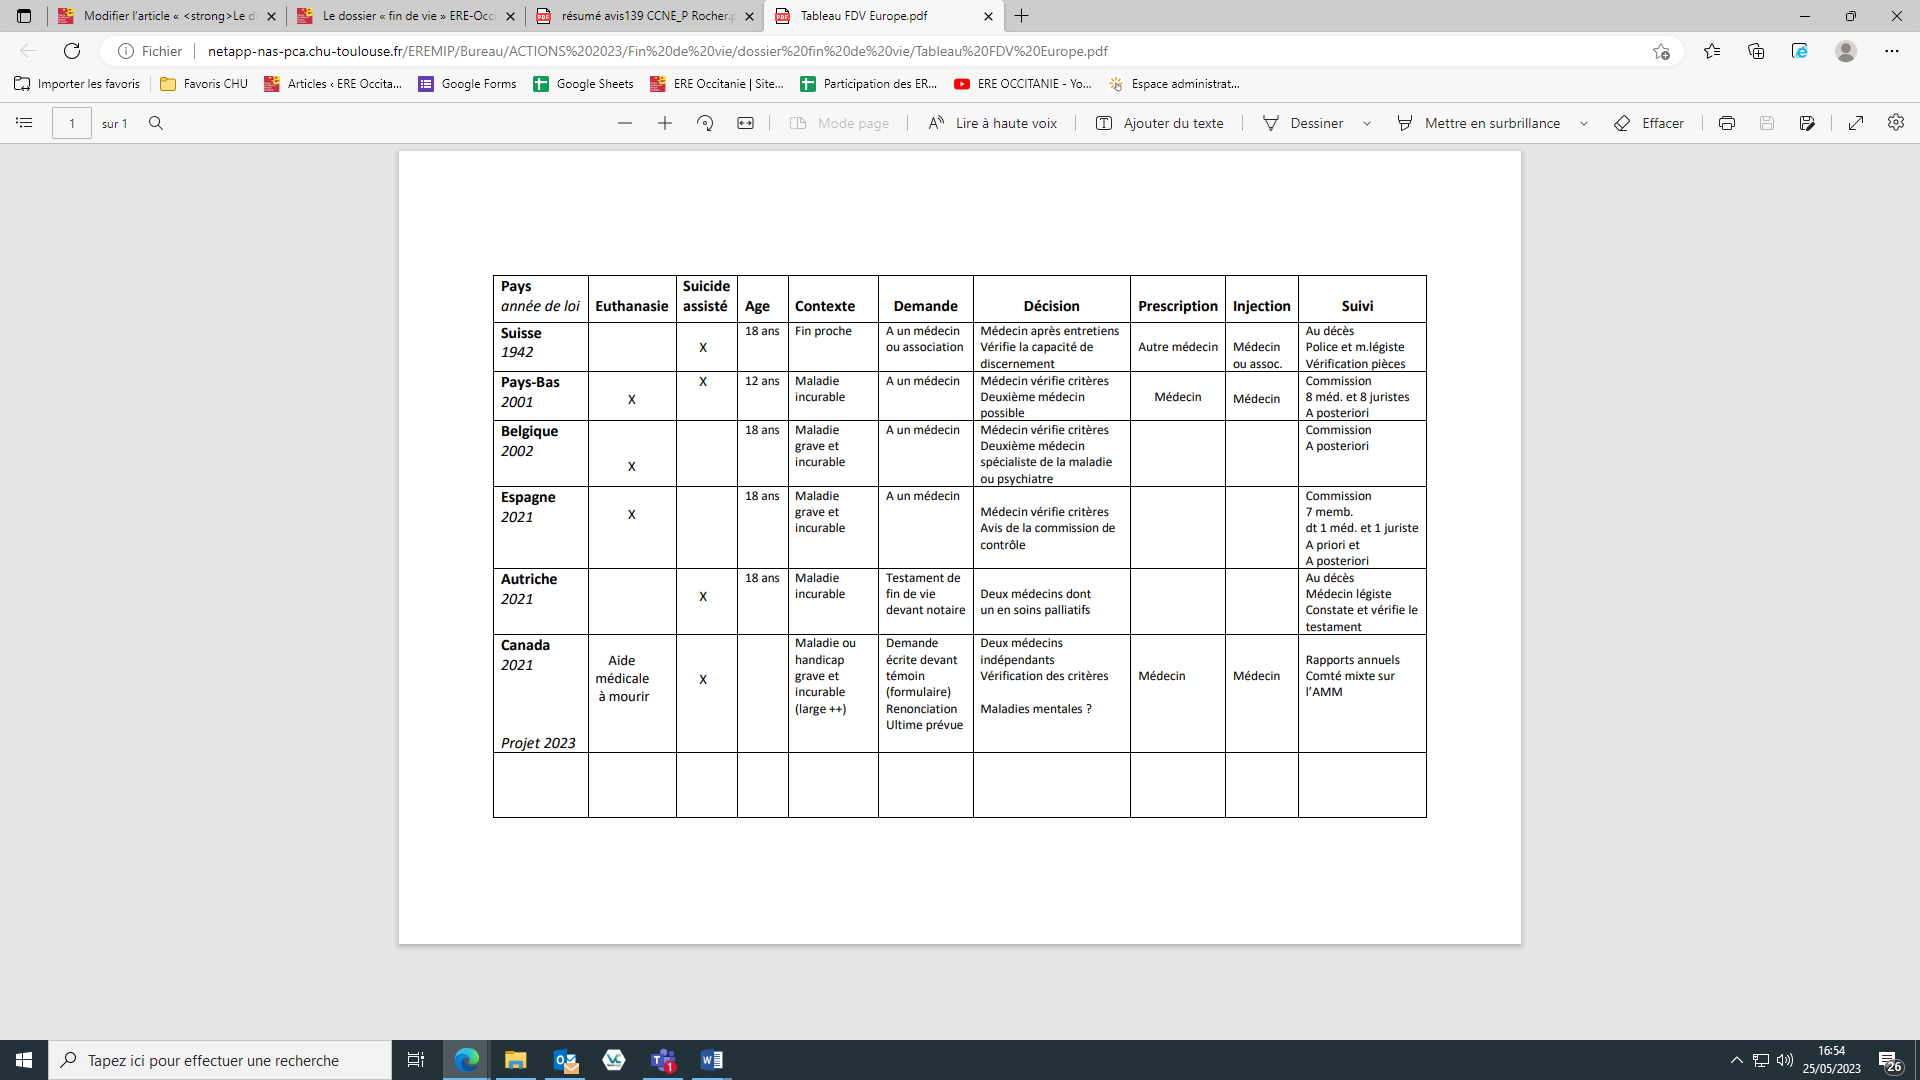 Modifier l'article « <strong>Le d
Le dossier « fin de vie » ERE-Occi
résumé avis139 CCNE_P Rocher.p
Tableau FDV Europe.pdf
Fichier
netapp-nas-pca.chu-toulouse.fr/EREMIP/Bureau/ACTIONS%202023/Fin%20de%20vie/dossier%20fin%20de%20vie/Tableau%20FDV%20Europe.pdf
Importer les favoris
Favoris CHU
Articles ‹ ERE Occita...
Google Forms
Google Sheets
ERE Occitanie | Site...
Participation des ER...
ERE OCCITANIE - Yo...
Espace administrat...
1
sur 1
Mode page
Lire à haute voix
Ajouter du texte
Dessiner
Mettre en surbrillance
Effacer
Pays
année de loi
Euthanasie
Suicide
assisté
Age
Contexte
Demande
Décision
Prescription
Injection
Suivi
Suisse
1942
X
18 ans
Fin proche
A un médecin
ou association
Médecin après entretiens
Vérifie la capacité de
discernement
Autre médecin
Médecin
ou assoc.
Au décès
Police et m.légiste
Vérification pièces
Pays-Bas
2001
X
X
12 ans
Maladie
incurable
A un médecin
Médecin vérifie critères
Deuxième médecin
possible
Médecin
Médecin
Commission
8 méd. et 8 juristes
A posteriori
Belgique
2002
X
18 ans
Maladie
grave et
incurable
A un médecin
Médecin vérifie critères
Deuxième médecin
spécialiste de la maladie
ou psychiatre
Commission
A posteriori
Espagne
2021
X
18 ans
Maladie
grave et
incurable
A un médecin
Médecin vérifie critères
Avis de la commission de
contrôle
Commission
7 memb.
dt 1 méd. et 1 juriste
A priori et
A posteriori
Autriche
2021
X
18 ans
Maladie
incurable
Testament de
fin de vie
devant notaire
Deux médecins dont
un en soins palliatifs
Au décès
Médecin légiste
Constate et vérifie le
testament
Canada
2021
Projet 2023
Aide
médicale
à mourir
X
Maladie ou
handicap
grave et
incurable
(large ++)
Demande
écrite devant
témoin
(formulaire)
Renonciation
Ultime prévue
Deux médecins
indépendants
Vérification des critères
Maladies mentales ?
Médecin
Médecin
Rapports annuels
Comté mixte sur
l'AMM
Tapez ici pour effectuer une recherche
1
16:54
25/05/2023
26